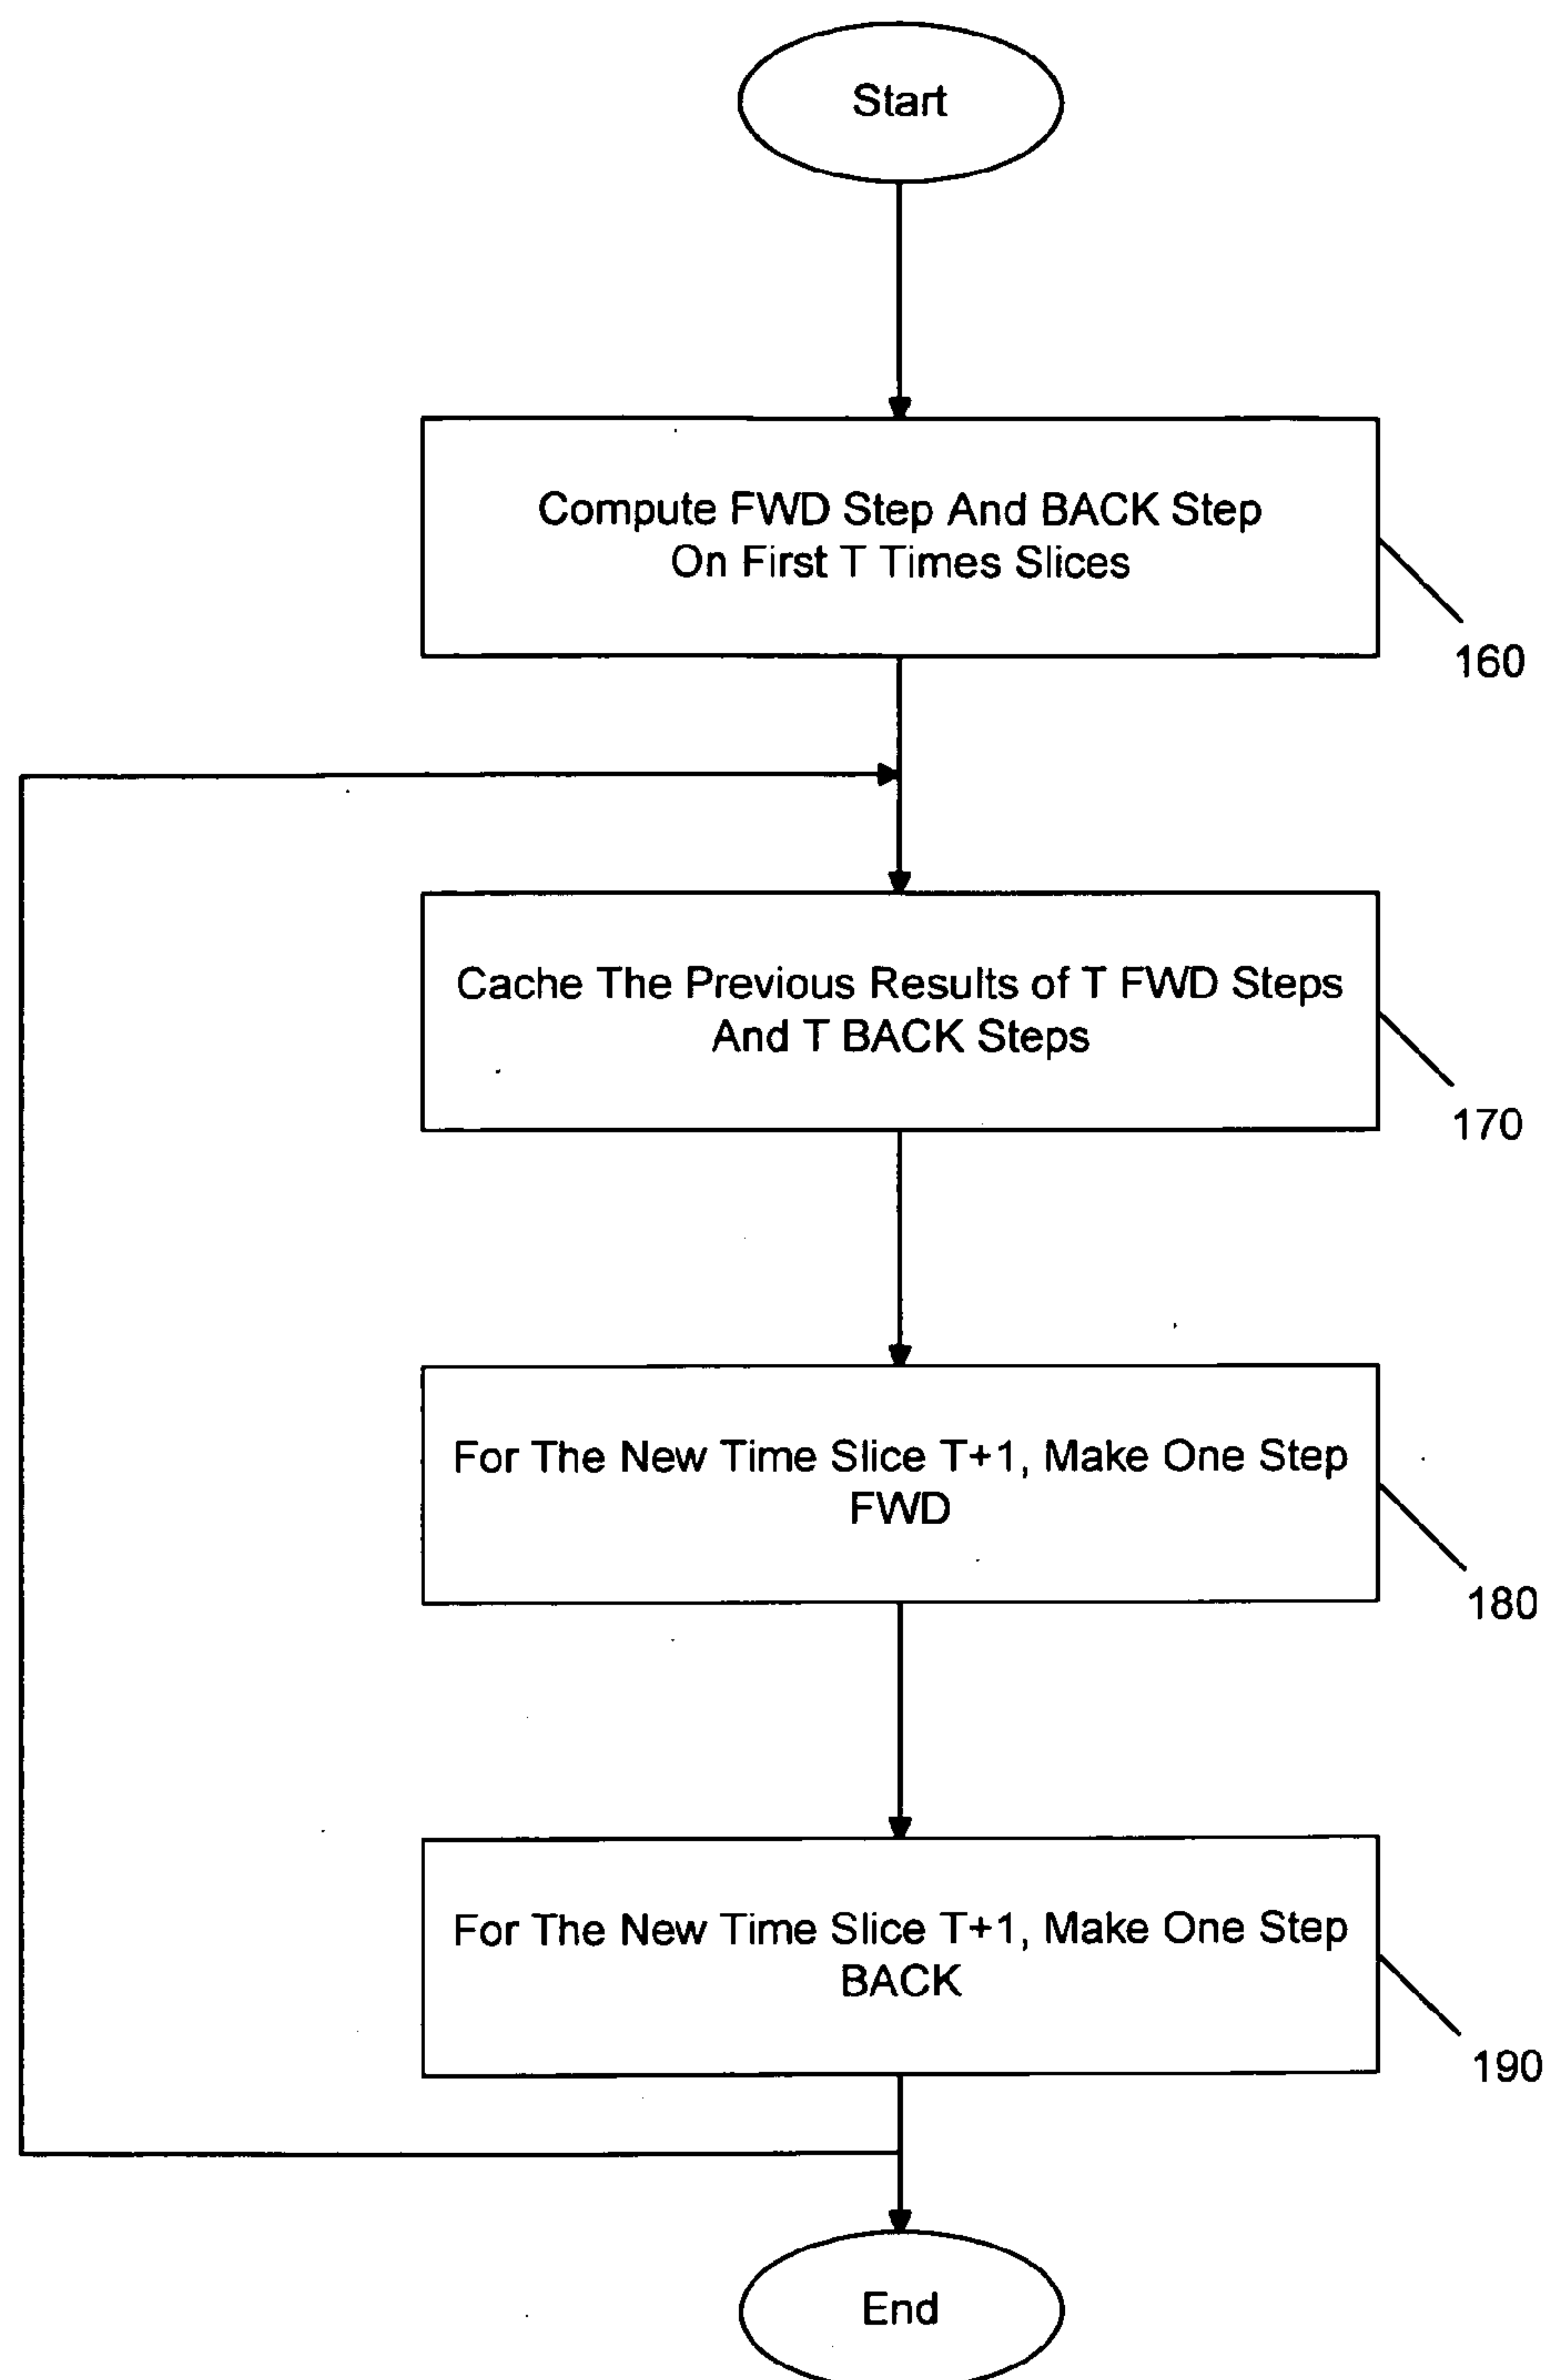 Start
Compute FWD Step And BACK Step
On First T Times Slices
160
Cache The Previous Results of T FWD Steps
And T BACK Steps
170
For The New Time Slice T+1, Make One Step
FWD
180
For The New Time Slice T+1, Make One Step
BACK
190
End